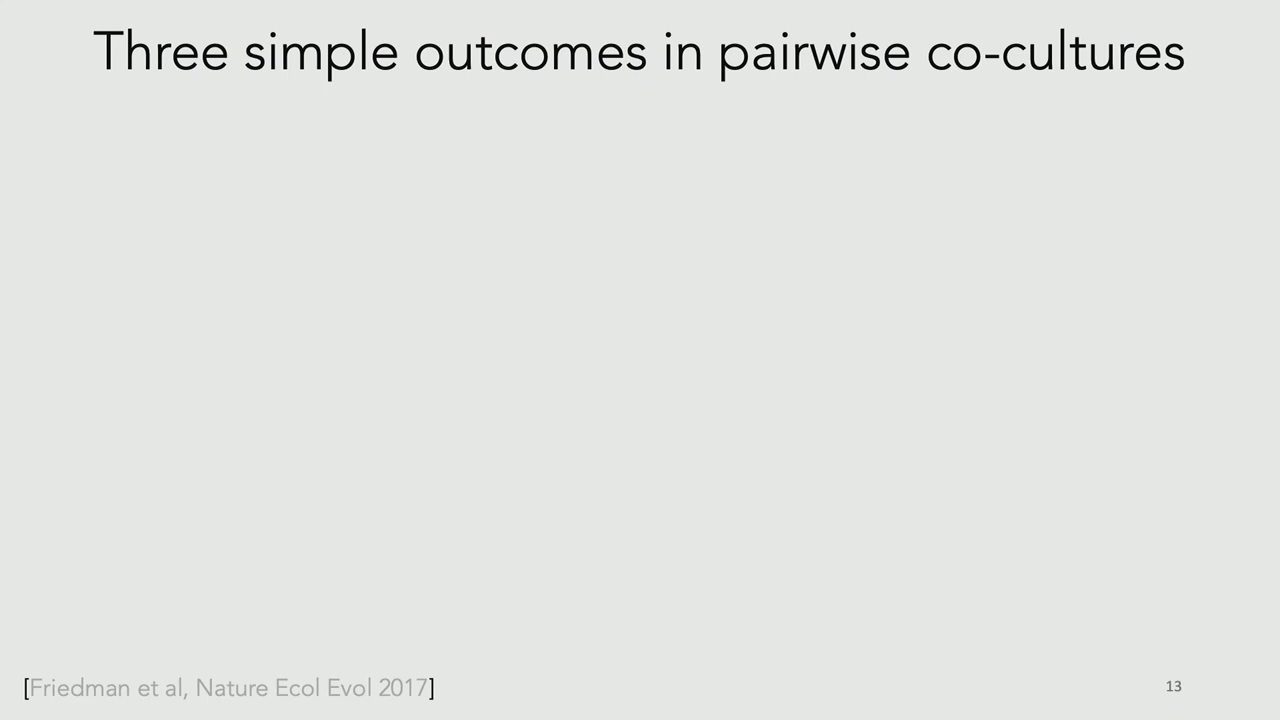 Three simple outcomes in pairwise co-cultures
[Friedman et al, Nature Ecol Evol 2017]
13